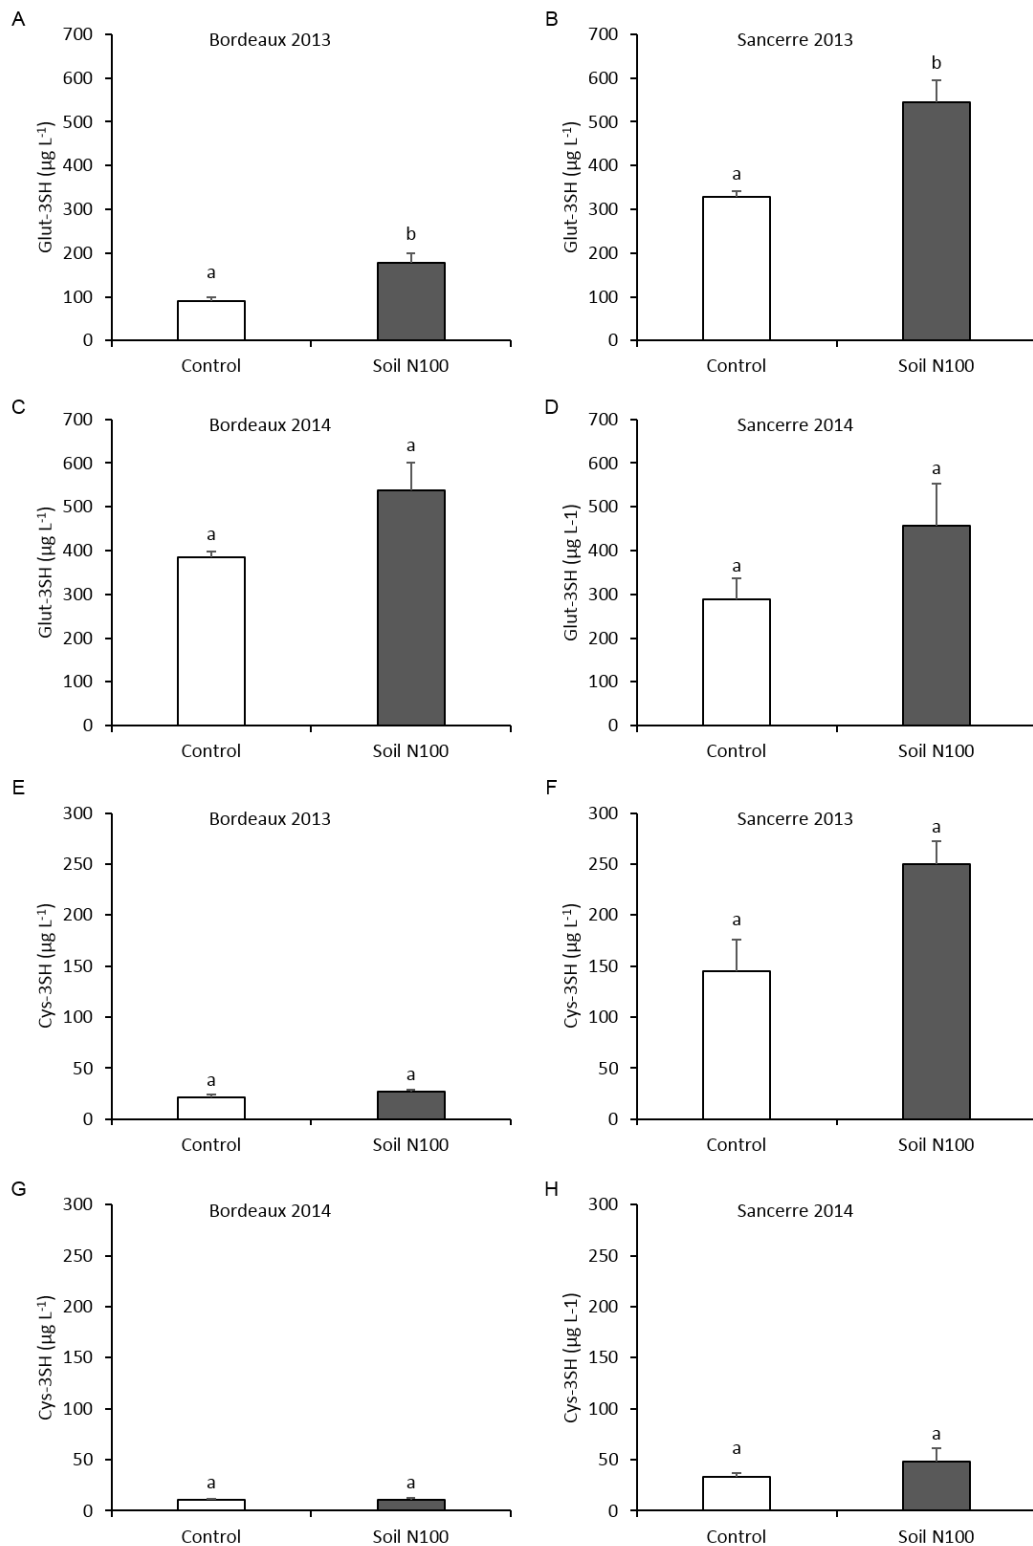 A
Bordeaux 2013
Glut-3SH (µg L⁻¹)
700
600
500
400
300
200
100
0
a
b
Control
Soil N100
B
Sancerre 2013
Glut-3SH (µg L⁻¹)
700
600
500
400
300
200
100
0
a
b
Control
Soil N100
C
Bordeaux 2014
Glut-3SH (µg L⁻¹)
700
600
500
400
300
200
100
0
a
a
Control
Soil N100
D
Sancerre 2014
Glut-3SH (µg L-1)
700
600
500
400
300
200
100
0
a
a
Control
Soil N100
E
Bordeaux 2013
Cys-3SH (µg L⁻¹)
300
250
200
150
100
50
0
a
a
Control
Soil N100
F
Sancerre 2013
Cys-3SH (µg L⁻¹)
300
250
200
150
100
50
0
a
a
Control
Soil N100
G
Bordeaux 2014
Cys-3SH (µg L⁻¹)
300
250
200
150
100
50
0
a
a
Control
Soil N100
H
Sancerre 2014
Cys-3SH (µg L-1)
300
250
200
150
100
50
0
a
a
Control
Soil N100